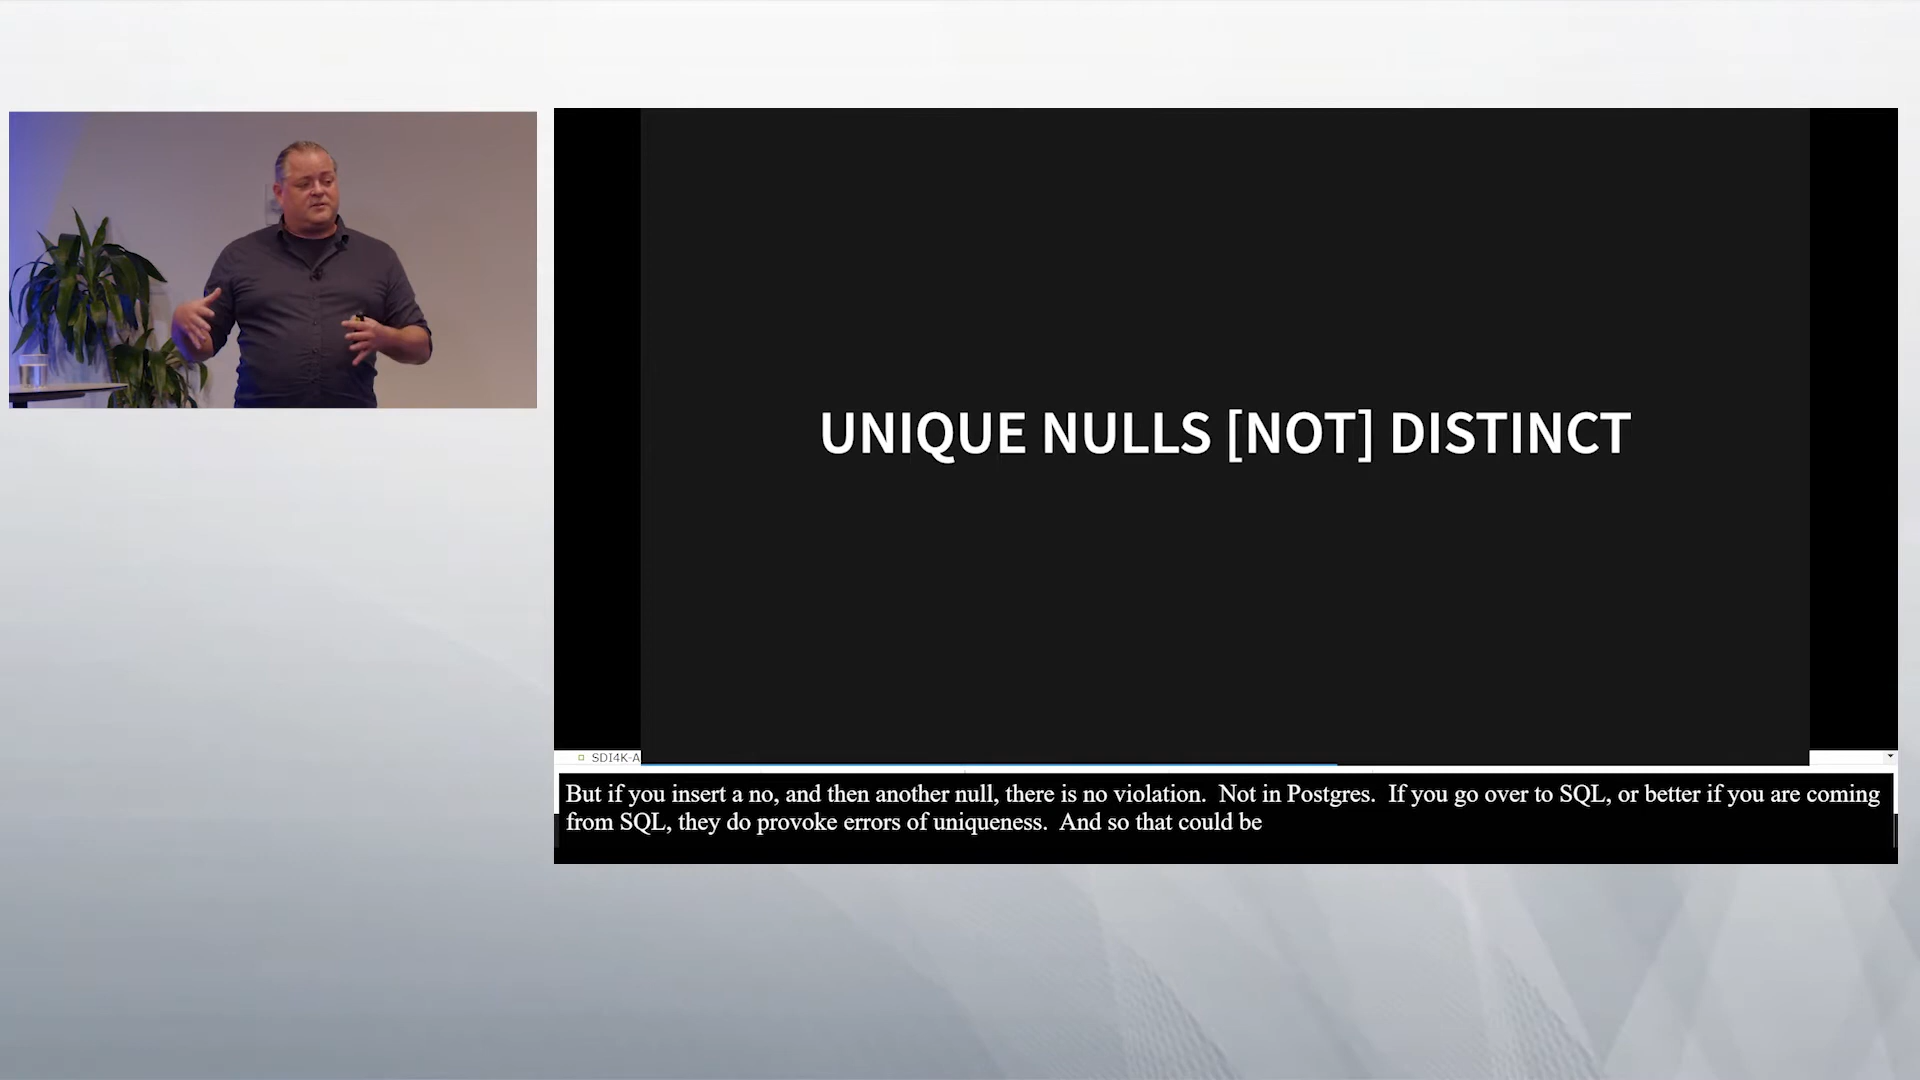 UNIQUE NULLS [NOT] DISTINCT
SDI4K-A
But if you insert a no, and then another null, there is no violation.  Not in Postgres.  If you go over to SQL, or better if you are coming
from SQL, they do provoke errors of uniqueness.  And so that could be